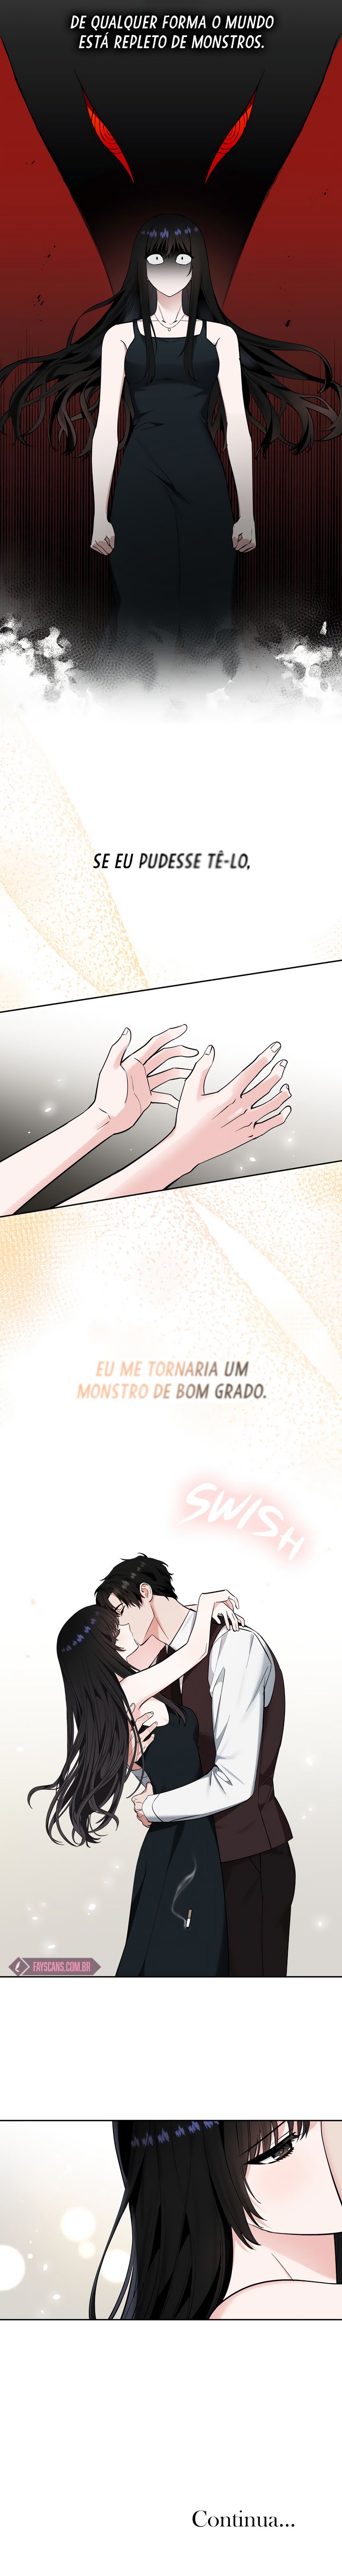 DE QUALQUER FORMA O MUNDO
ESTÁ REPLETO DE MONSTROS.
SE EU PUDESSE TÊ-LO,
EU ME TORNARIA UM
MONSTRO DE BOM GRADO.
SWISH
FAYSCANS.COM.BR
Continua...